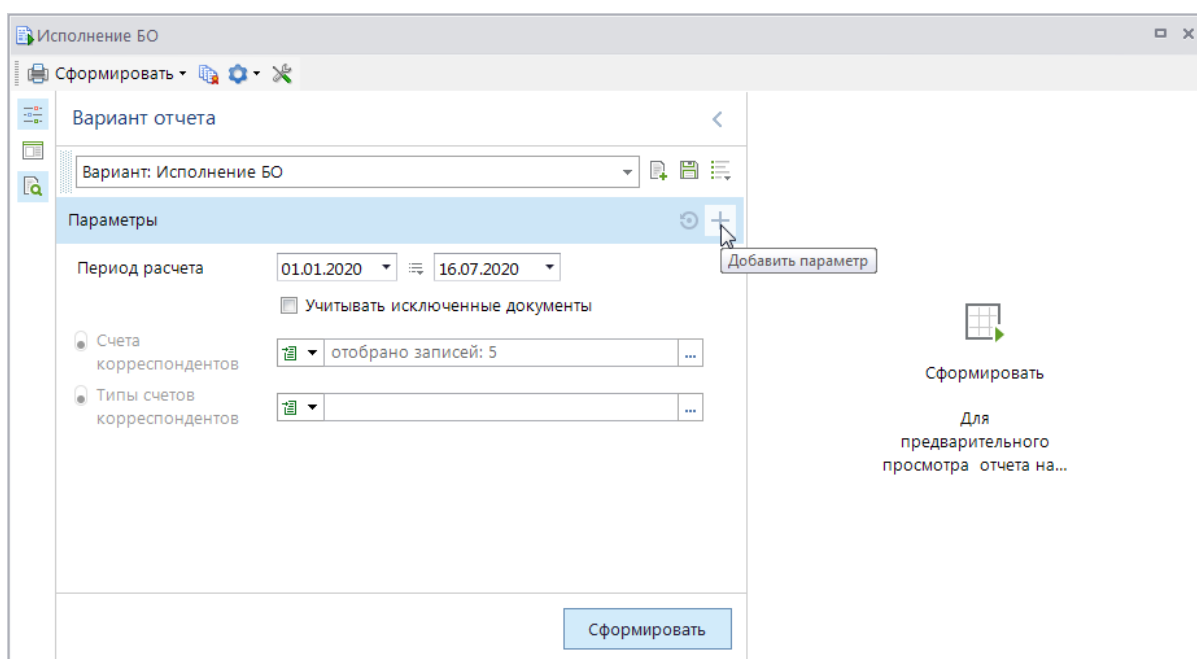 Исполнение БО
Сформировать
Вариант отчета
Вариант: Исполнение БО
Параметры
Добавить параметр
Период расчета 01.01.2020 16.07.2020
Учитывать исключенные документы
Счета
корреспондентов
отобрано записей: 5
...
Типы счетов
корреспондентов
...
Сформировать
Сформировать
Для
предварительного
просмотра отчета на...